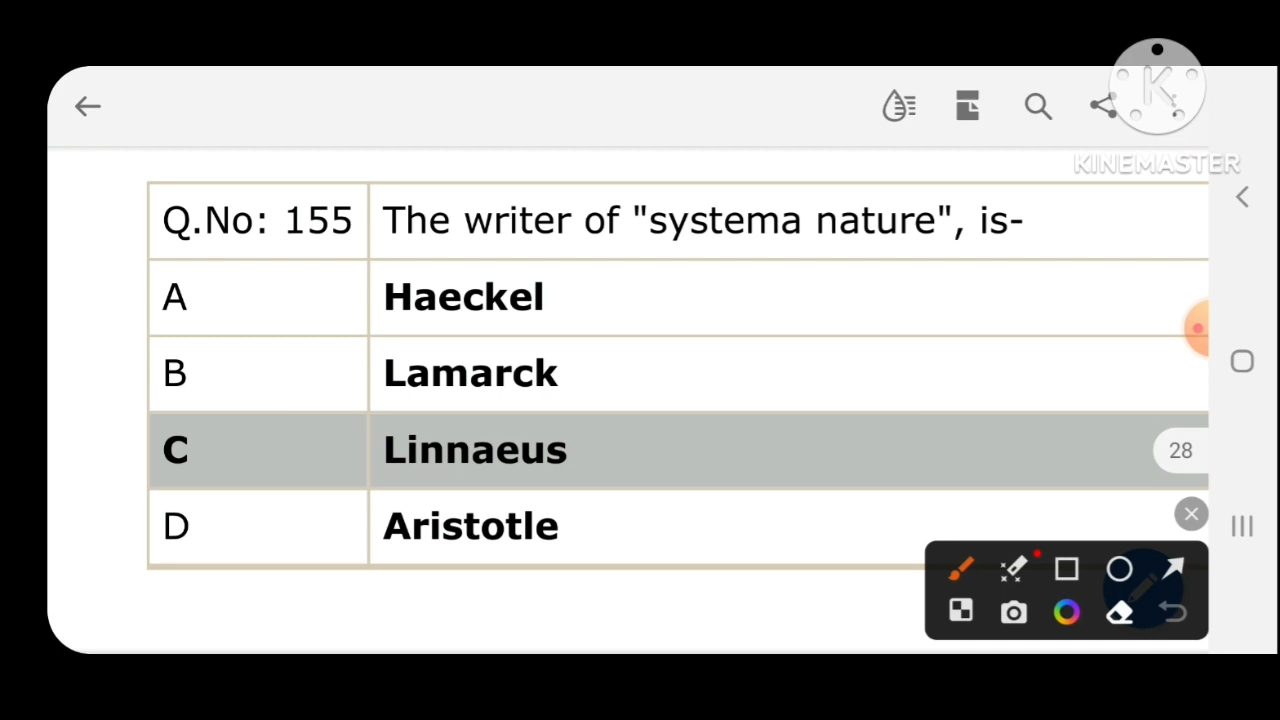 KINEMASTER
Q.No: 155 The writer of "systema nature", is-
A Haeckel
B Lamarck
C Linnaeus
28
D Aristotle